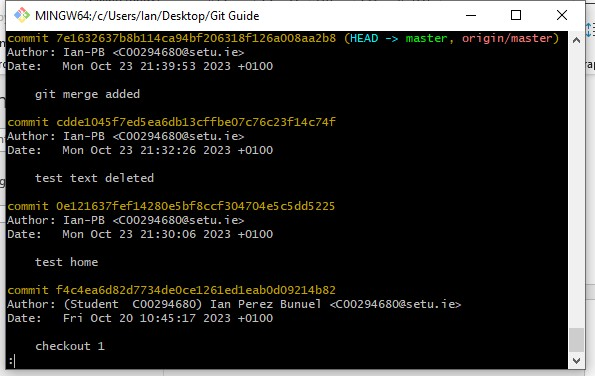 MINGW64:/c/Users/Ian/Desktop/Git Guide
commit 7e1632637b8b114ca94bf206318f126a008aa2b8 (HEAD -> master, origin/master)
Author: Ian-PB <C00294680@setu.ie>
Date:   Mon Oct 23 21:39:53 2023 +0100
git merge added
commit cdde1045f7ed5ea6db13cffbe07c76c23f14c74f
Author: Ian-PB <C00294680@setu.ie>
Date:   Mon Oct 23 21:32:26 2023 +0100
test text deleted
commit 0e121637fef14280e5bf8ccf304704e5c5dd5225
Author: Ian-PB <C00294680@setu.ie>
Date:   Mon Oct 23 21:30:06 2023 +0100
test home
commit f4c4ea6d82d7734de0ce1261ed1eab0d09214b82
Author: (Student  C00294680) Ian Perez Bunuel <C00294680@setu.ie>
Date:   Fri Oct 20 10:45:17 2023 +0100
checkout 1
: